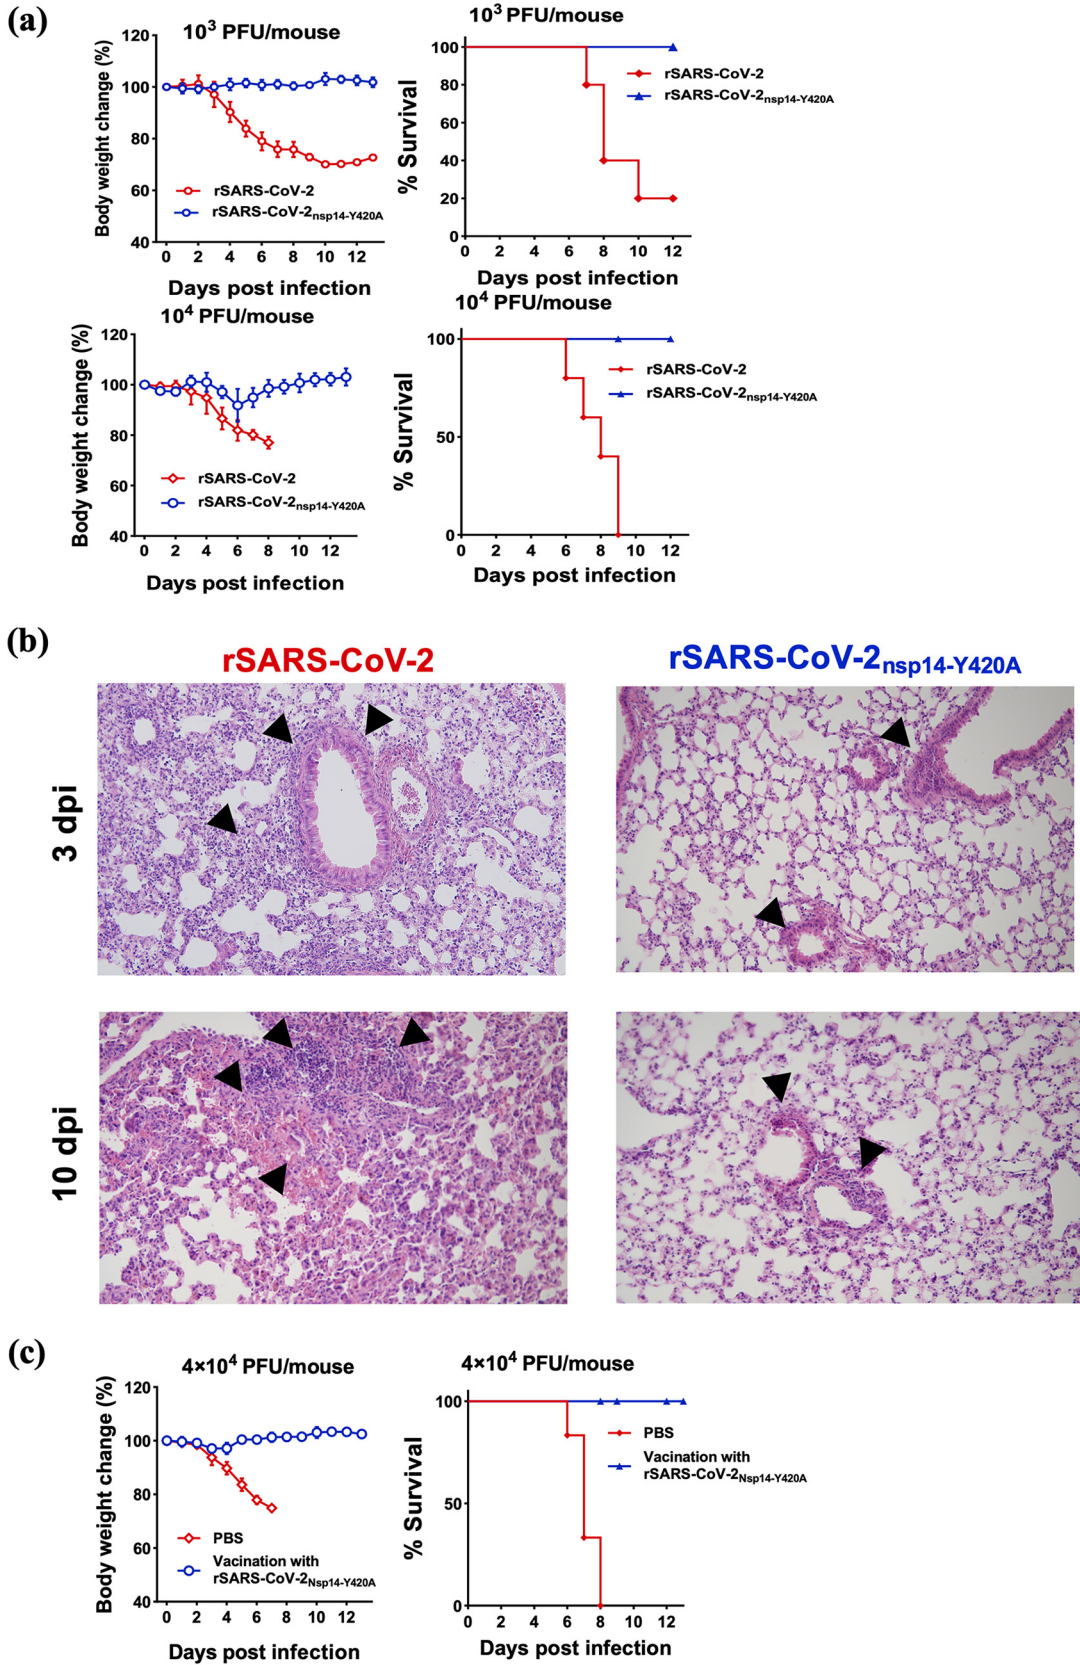 (a)
10³ PFU/mouse
Body weight change (%)
120
100
80
60
40
rSARS-CoV-2
rSARS-CoV-2nsp14-Y420A
0 2 4 6 8 10 12
Days post infection
10³ PFU/mouse
% Survival
100
80
60
40
20
0
rSARS-CoV-2
rSARS-CoV-2nsp14-Y420A
0 2 4 6 8 10 12
Days post infection
10⁴ PFU/mouse
Body weight change (%)
120
100
80
60
40
rSARS-CoV-2
rSARS-CoV-2nsp14-Y420A
0 2 4 6 8 10 12
Days post infection
10⁴ PFU/mouse
% Survival
100
50
0
rSARS-CoV-2
rSARS-CoV-2nsp14-Y420A
0 2 4 6 8 10 12
Days post infection
(b)
rSARS-CoV-2
rSARS-CoV-2nsp14-Y420A
3 dpi
10 dpi
(c)
4×10⁴ PFU/mouse
Body weight change (%)
120
100
80
60
40
PBS
Vacination with
rSARS-CoV-2Nsp14-Y420A
0 2 4 6 8 10 12
Days post infection
4×10⁴ PFU/mouse
% Survival
100
50
0
PBS
Vacination with
rSARS-CoV-2Nsp14-Y420A
0 2 4 6 8 10 12
Days post infection